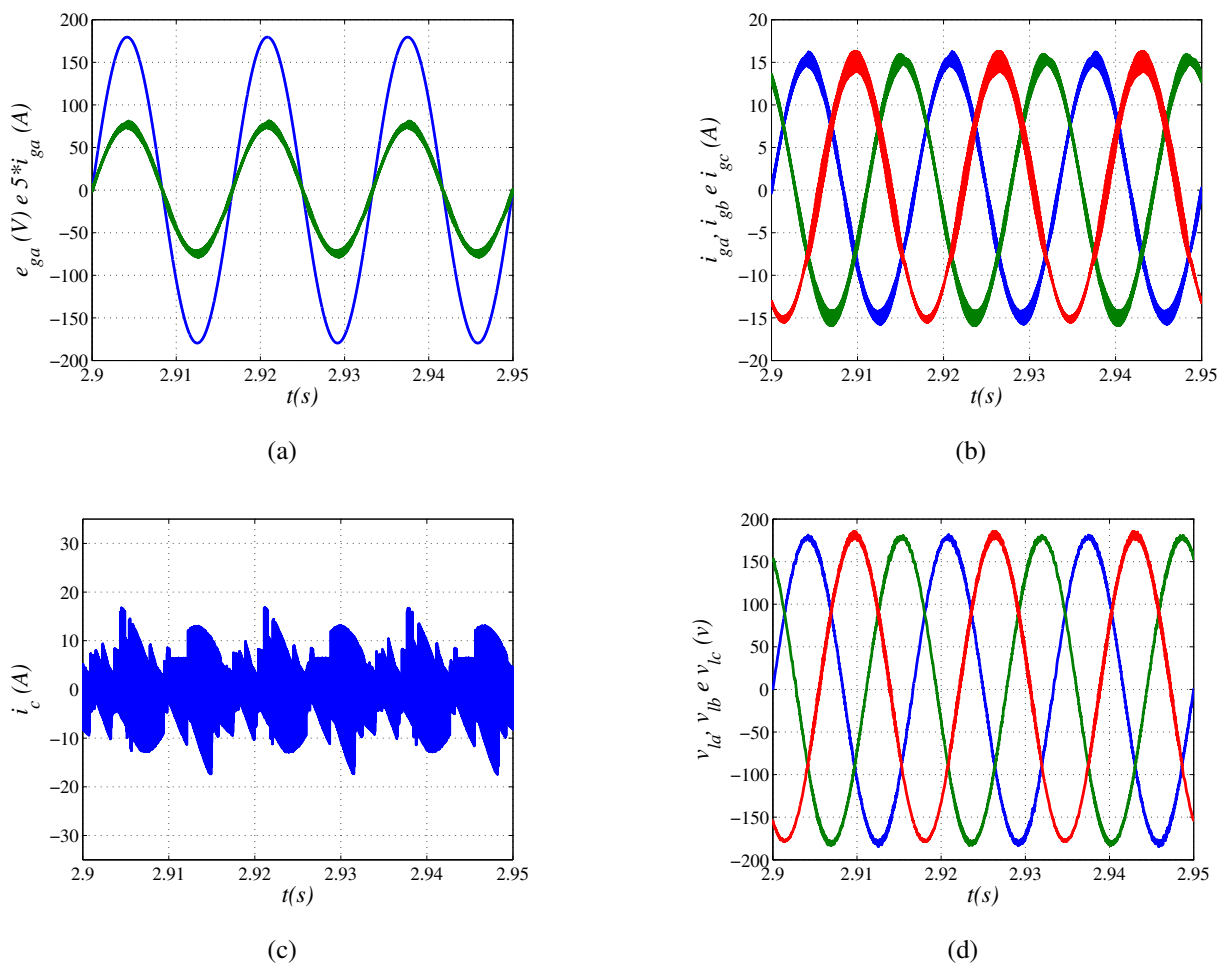 200
150
100
50
0
−50
−100
−150
−200
2.9 2.91 2.92 2.93 2.94 2.95
e_ga (V) e 5*i_ga (A)
t(s)
(a)
20
15
10
5
0
−5
−10
−15
−20
2.9 2.91 2.92 2.93 2.94 2.95
i_ga, i_gb e i_gc (A)
t(s)
(b)
30
20
10
0
−10
−20
−30
2.9 2.91 2.92 2.93 2.94 2.95
i_c (A)
t(s)
(c)
200
150
100
50
0
−50
−100
−150
−200
2.9 2.91 2.92 2.93 2.94 2.95
v_la, v_lb e v_lc (v)
t(s)
(d)